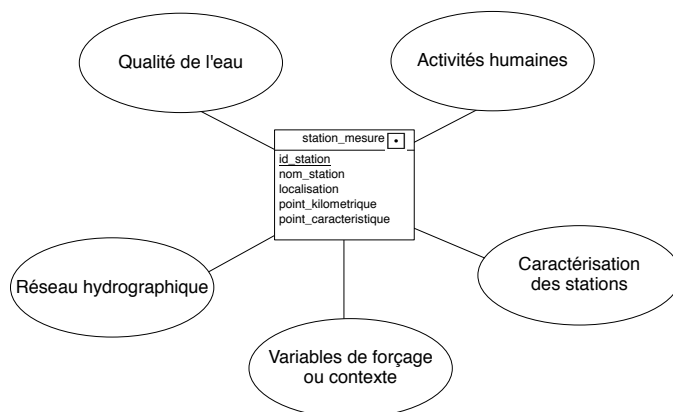 Qualité de l'eau
Activités humaines
station_mesure
id_station
nom_station
localisation
point_kilometrique
point_caracteristique
Réseau hydrographique
Caractérisation
des stations
Variables de forçage
ou contexte